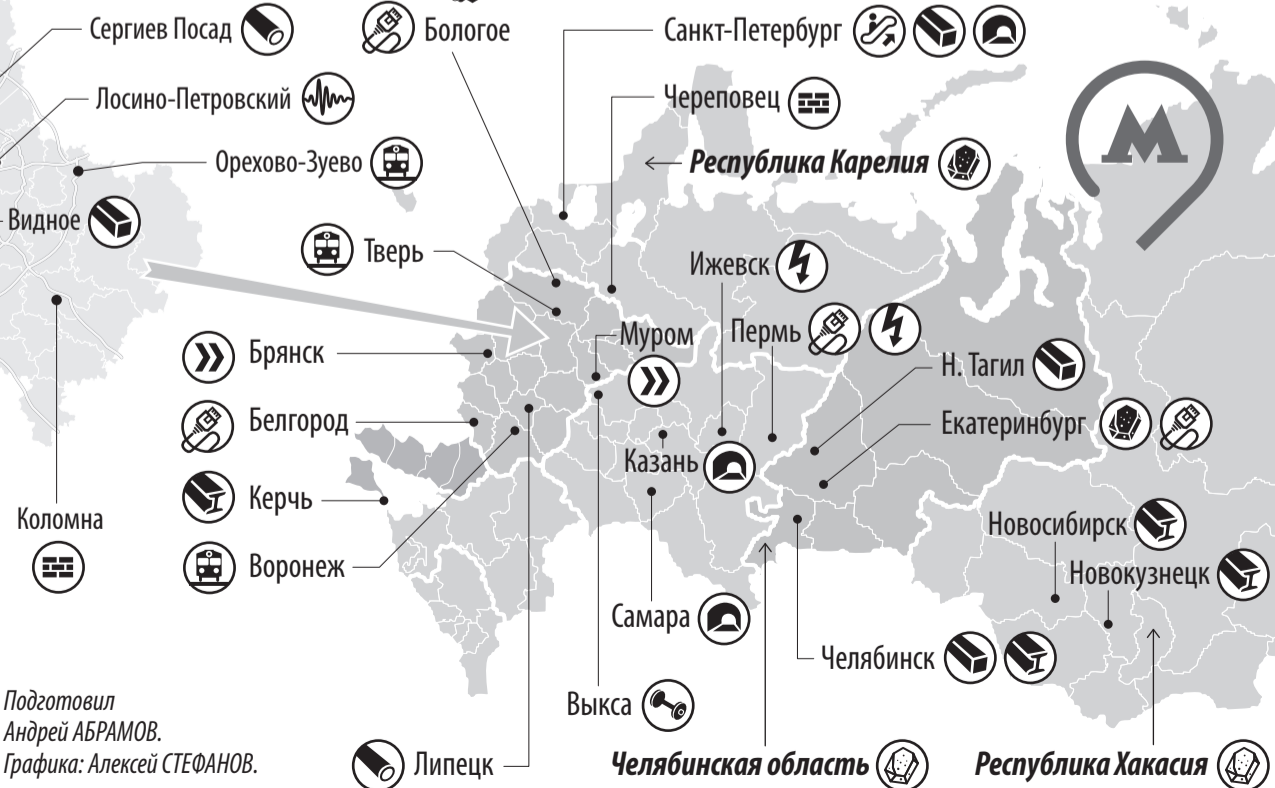 Сергиев Посад
Бологое
Санкт-Петербург
Лосино-Петровский
Череповец
Орехово-Зуево
Республика Карелия
М
Видное
Тверь
Ижевск
Муром
Пермь
Брянск
Н. Тагил
Белгород
Екатеринбург
Казань
Керчь
Коломна
Новосибирск
Воронеж
Новокузнецк
Самара
Челябинск
Выкса
Подготовил
Андрей АБРАМОВ.
Графика: Алексей СТЕФАНОВ.
Липецк
Челябинская область
Республика Хакасия